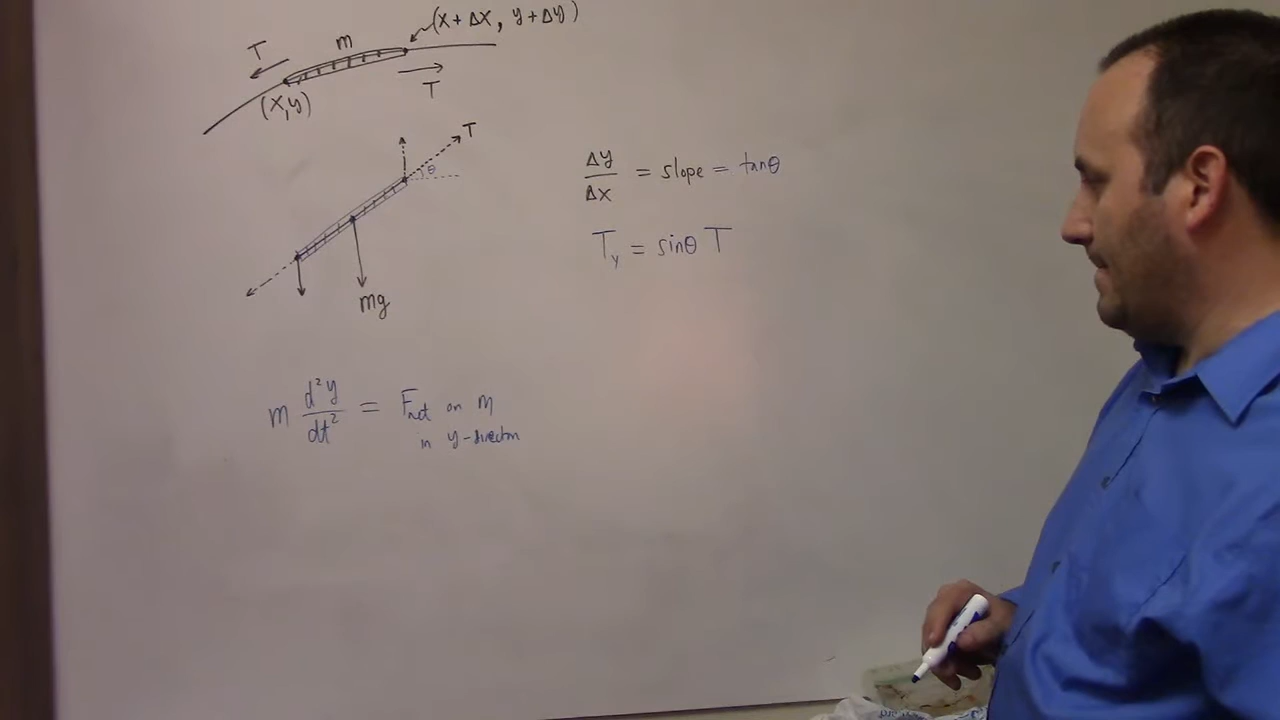 (x + Δx, y + Δy)
T
m
T
(x,y)
T
θ
mg
Δy/Δx = slope = tanθ
T_y = sinθ T
m d²y/dt² = F_net on m
in y-direction